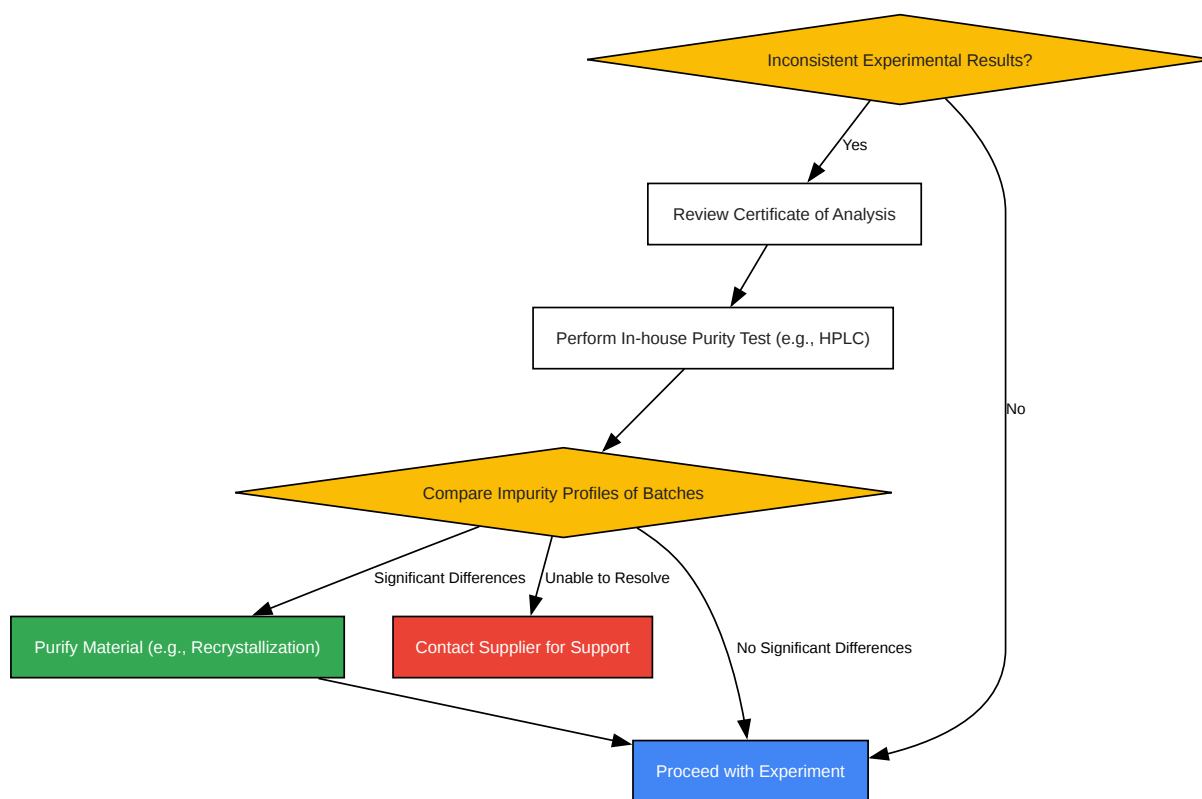 Inconsistent Experimental Results?
Yes
Review Certificate of Analysis
Perform In-house Purity Test (e.g., HPLC)
No
Compare Impurity Profiles of Batches
Significant Differences
Unable to Resolve
Purify Material (e.g., Recrystallization)
Contact Supplier for Support
No Significant Differences
Proceed with Experiment